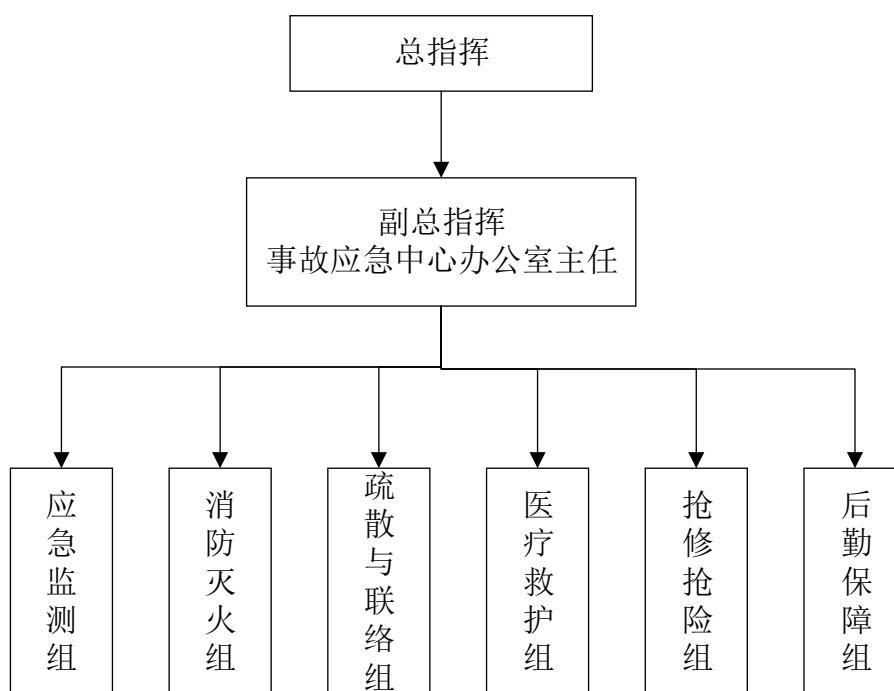 总指挥
副总指挥
事故应急中心办公室主任
应急监测组
消防灭火组
疏散与联络组
医疗救护组
抢修抢险组
后勤保障组